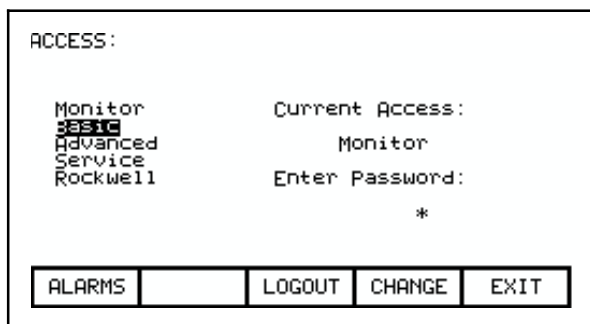 ACCESS:
Monitor Current Access:
Basic
Advanced Monitor
Service
Rockwell Enter Password:
*
ALARMS LOGOUT CHANGE EXIT